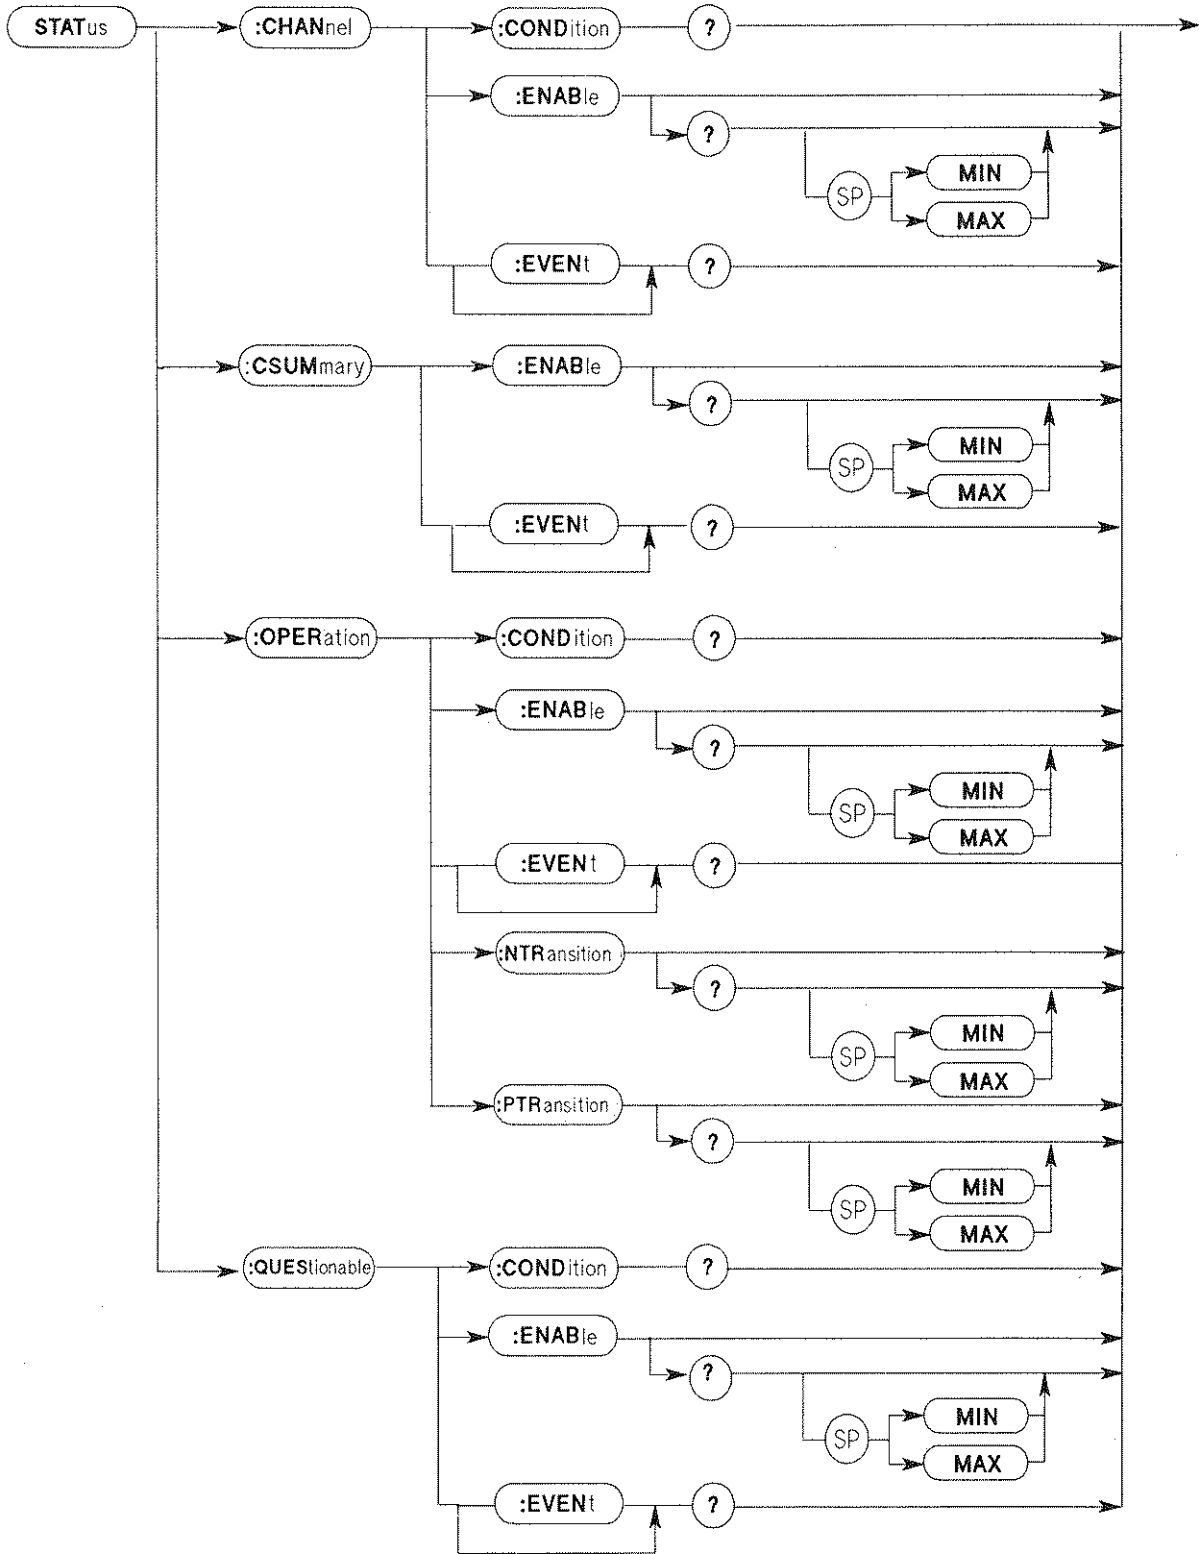 STATus :CHANnel :CONDition ?
:ENABle
?
SP MIN
MAX
:EVENt ?
:CSUMmary :ENABle
?
SP MIN
MAX
:EVENt ?
:OPERation :CONDition ?
:ENABle
?
SP MIN
MAX
:EVENt ?
:NTRansition
?
SP MIN
MAX
:PTRansition
?
SP MIN
MAX
:QUEStionable :CONDition ?
:ENABle
?
SP MIN
MAX
:EVENt ?